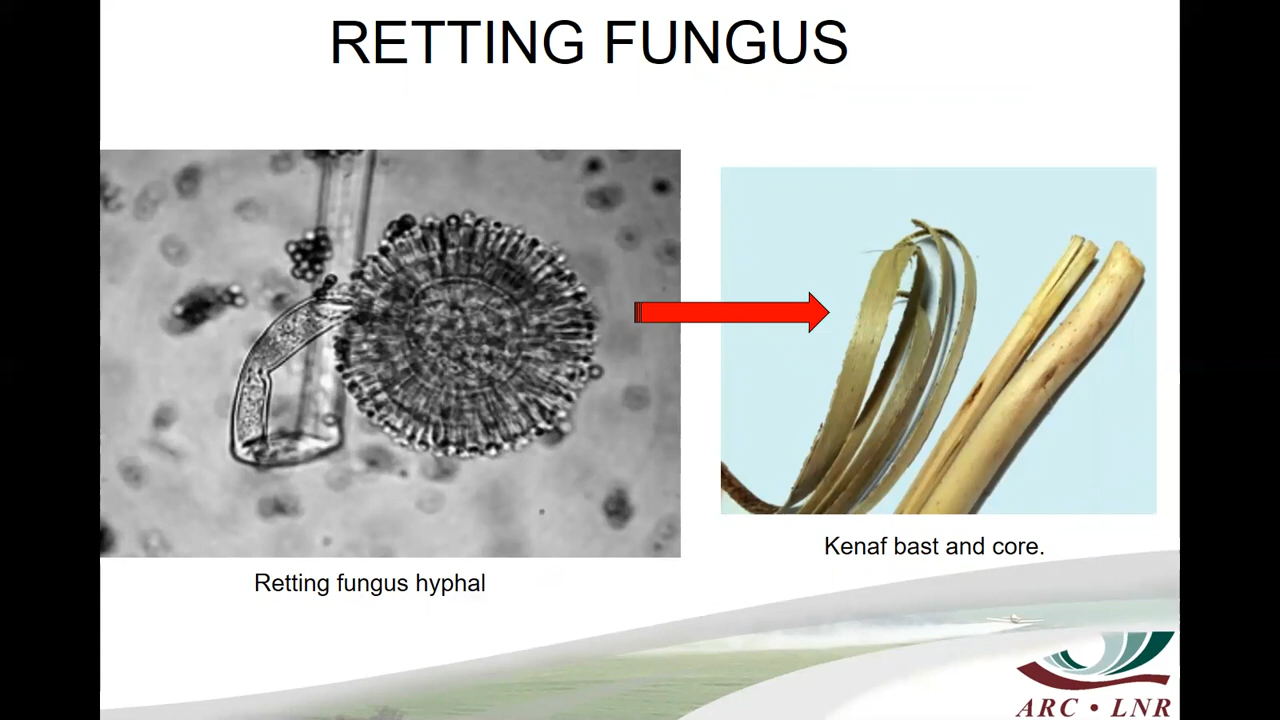 RETTING FUNGUS
Retting fungus hyphal
Kenaf bast and core.
ARC • LNR